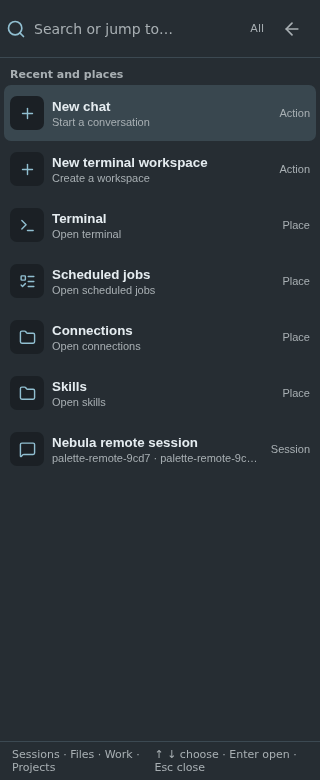 Search or jump to... All
Recent and places
New chat
Start a conversation
Action
New terminal workspace
Create a workspace
Action
Terminal
Open terminal
Place
Scheduled jobs
Open scheduled jobs
Place
Connections
Open connections
Place
Skills
Open skills
Place
Nebula remote session
palette-remote-9cd7 · palette-remote-9c...
Session
Sessions · Files · Work ·
Projects
↑ ↓ choose · Enter open ·
Esc close